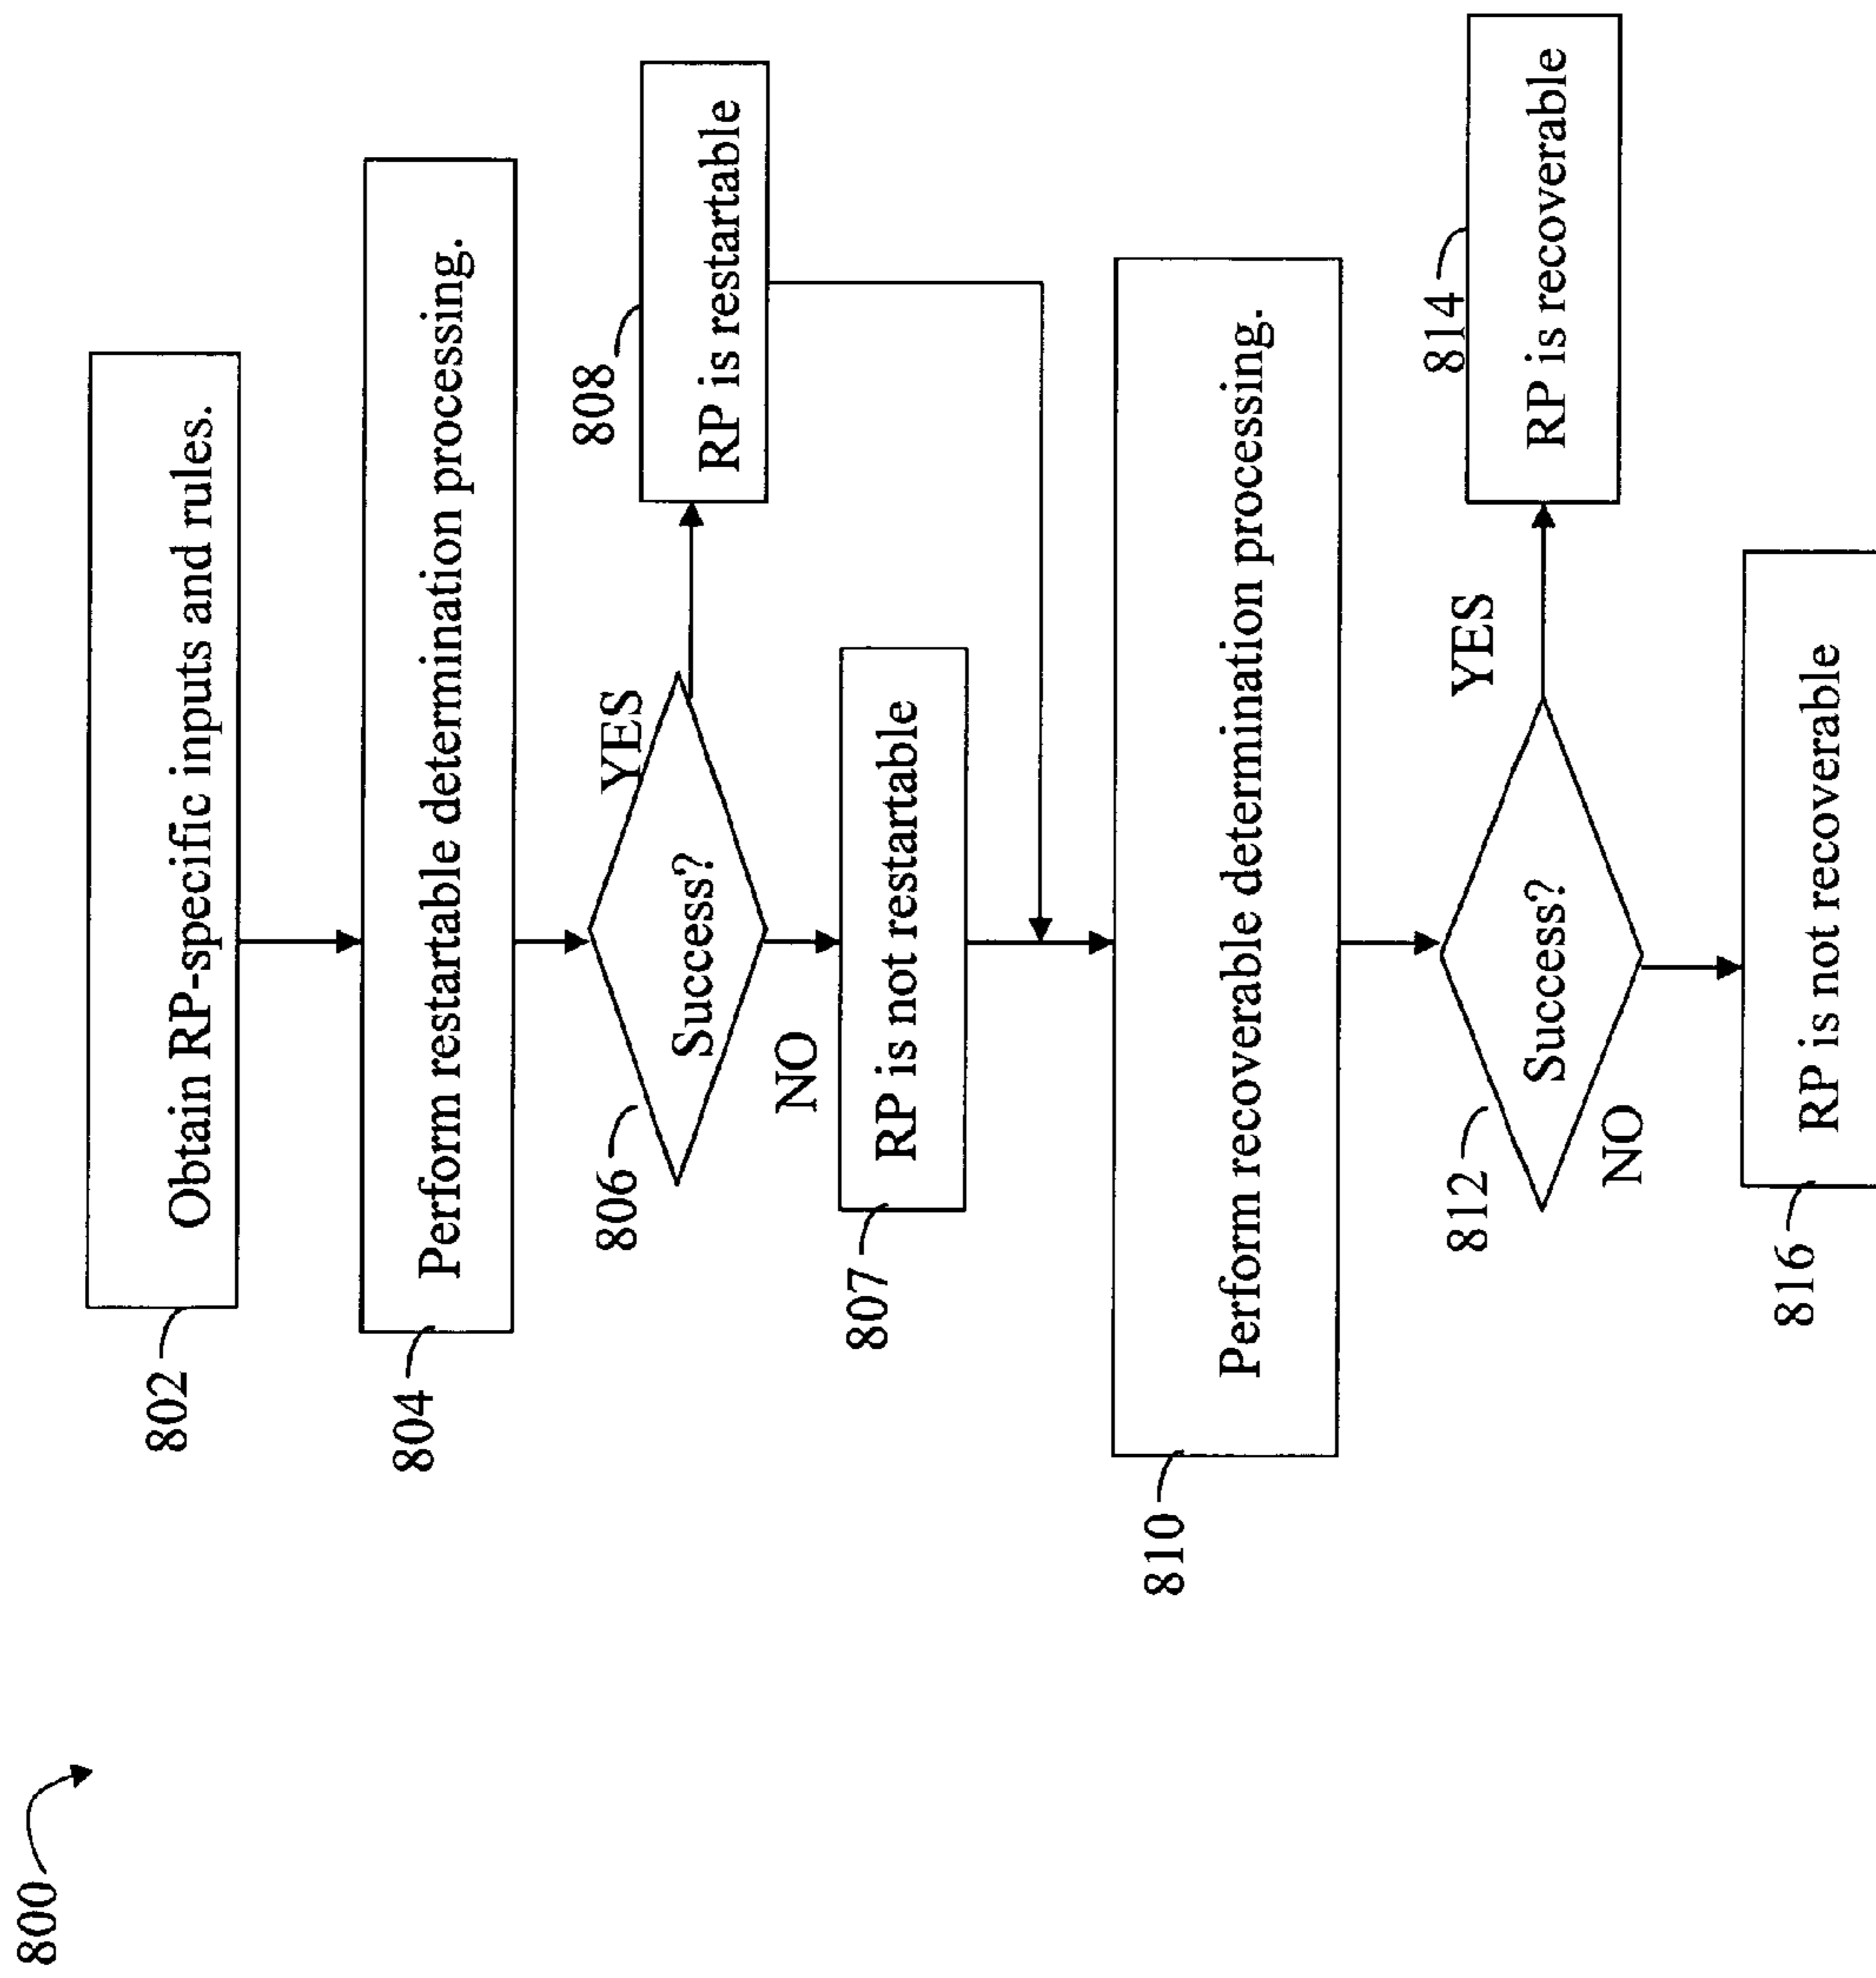 800
802
Obtain RP-specific inputs and rules.
804
Perform restartable determination processing.
806
Success?
YES
808
RP is restartable
NO
807
RP is not restartable
810
Perform recoverable determination processing.
812
Success?
YES
814
RP is recoverable
NO
816
RP is not recoverable